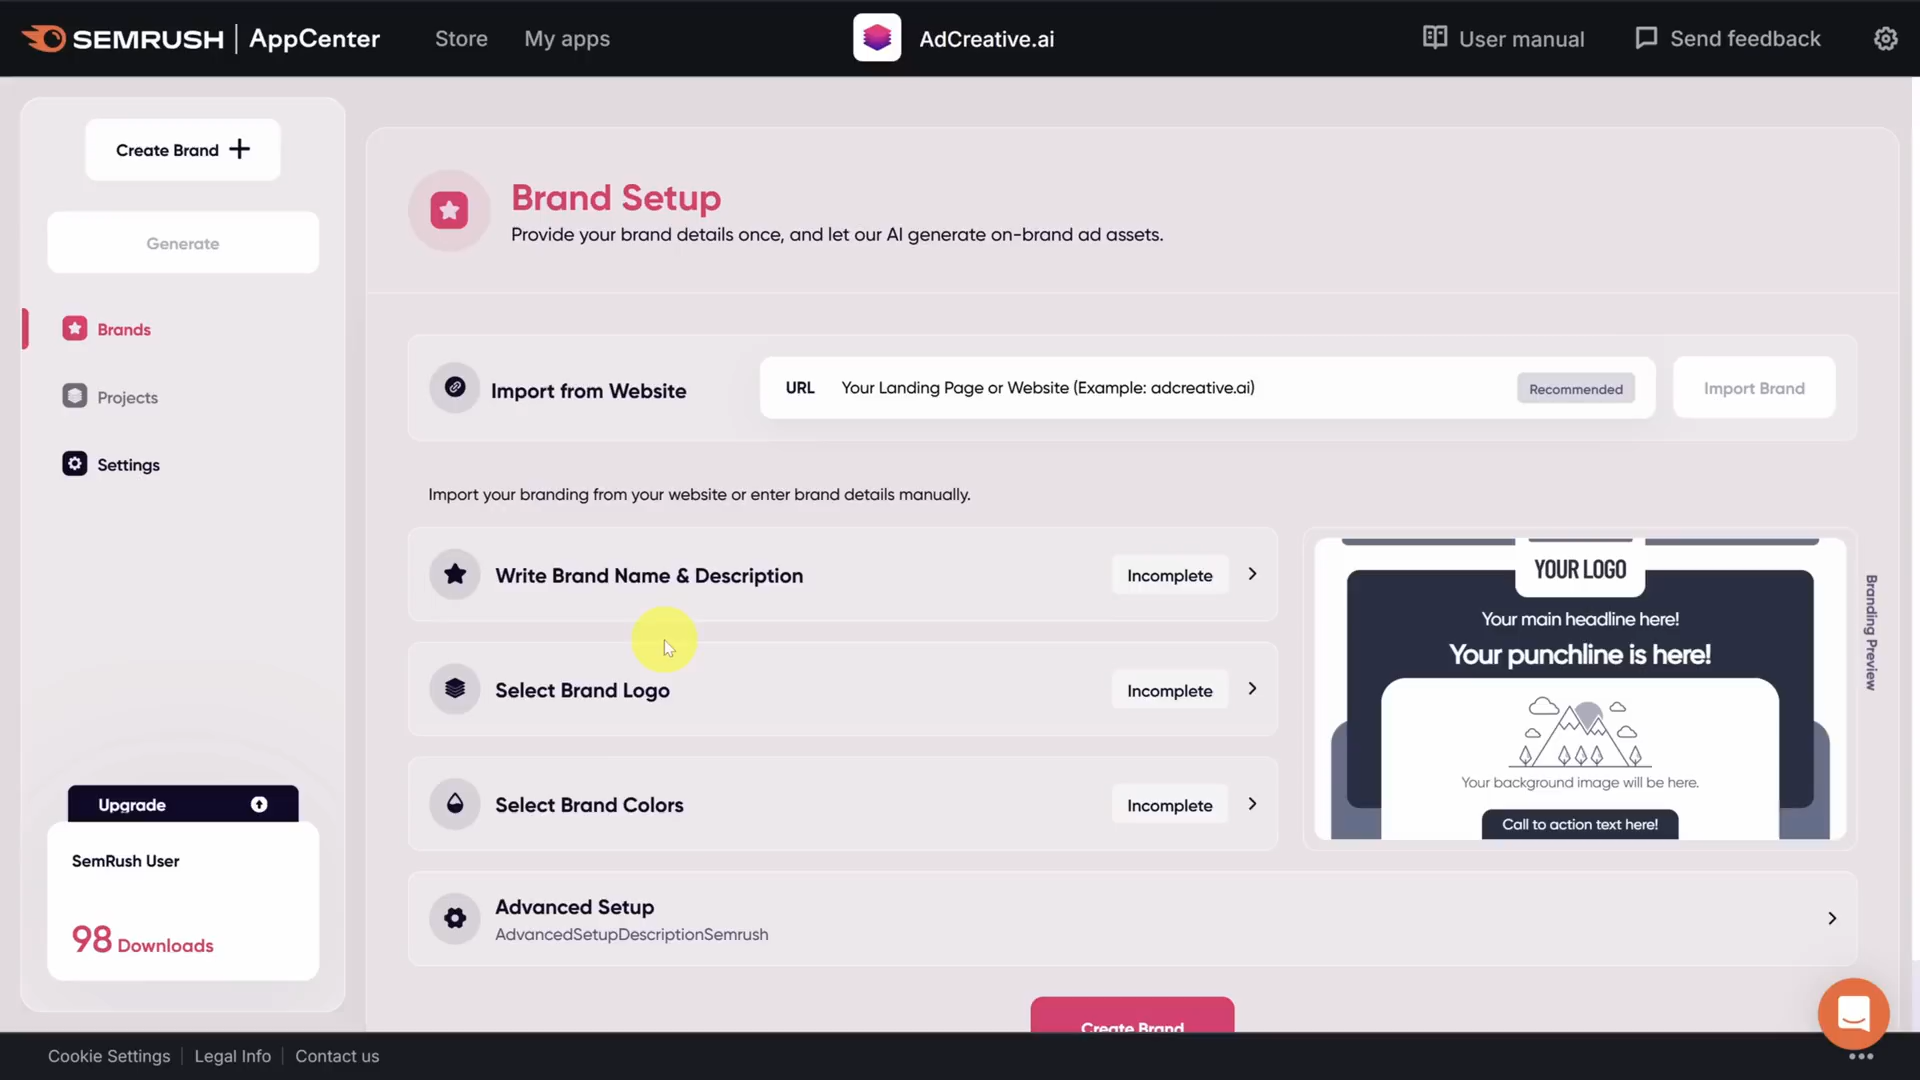 SEMRUSH | AppCenter
Store
My apps
AdCreative.ai
User manual
Send feedback
Create Brand
Generate
Brands
Projects
Settings
Upgrade
SemRush User
98 Downloads
Brand Setup
Provide your brand details once, and let our AI generate on-brand ad assets.
Import from Website
URL
Your Landing Page or Website (Example: adcreative.ai)
Recommended
Import Brand
Import your branding from your website or enter brand details manually.
Write Brand Name & Description
Incomplete
Select Brand Logo
Incomplete
Select Brand Colors
Incomplete
YOUR LOGO
Your main headline here!
Your punchline is here!
Your background image will be here.
Call to action text here!
Branding Preview
Advanced Setup
AdvancedSetupDescriptionSemrush
Create Brand
Cookie Settings
Legal Info
Contact us